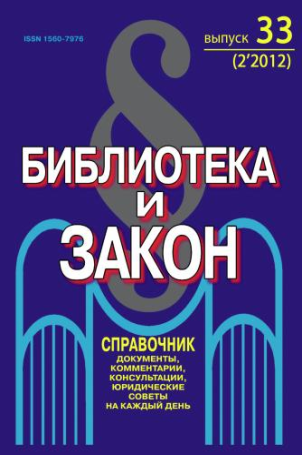 ISSN 1560-7976
выпуск 33
(2'2012)
БИБЛИОТЕКА
и
ЗАКОН
СПРАВОЧНИК
ДОКУМЕНТЫ,
КОММЕНТАРИИ,
КОНСУЛЬТАЦИИ,
ЮРИДИЧЕСКИЕ
СОВЕТЫ
НА КАЖДЫЙ ДЕНЬ